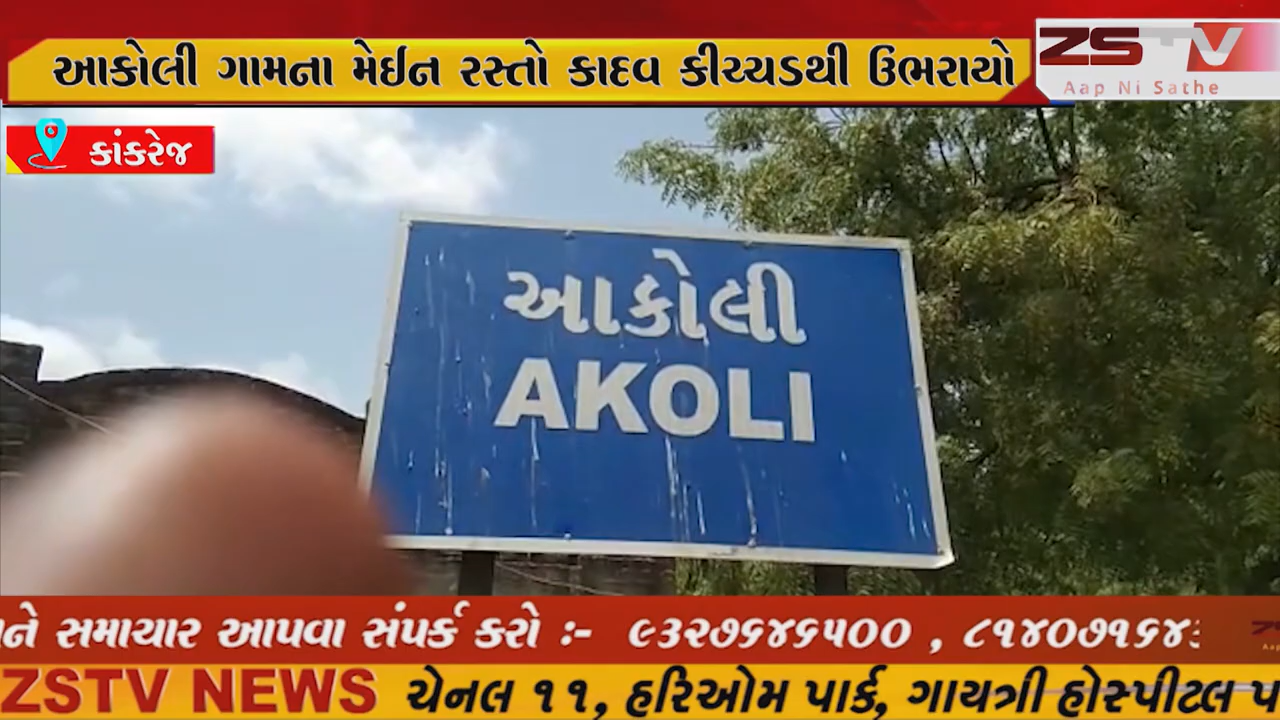 આકોલી ગામના મેઈન રસ્તો કાદવ કીચ્ચડથી ઉભરાયો
ZSTV
Aap Ni Sathe
કાંકરેજ
આકોલી
AKOLI
સમાચાર આપવા સંપર્ક કરો :- ૯૩૨૭૬૪૬૫૦૦ ,
ZSTV NEWS ચેનલ ૧૧, હરિઓમ પાર્ક, ગાયત્રી હોસ્પીટલ